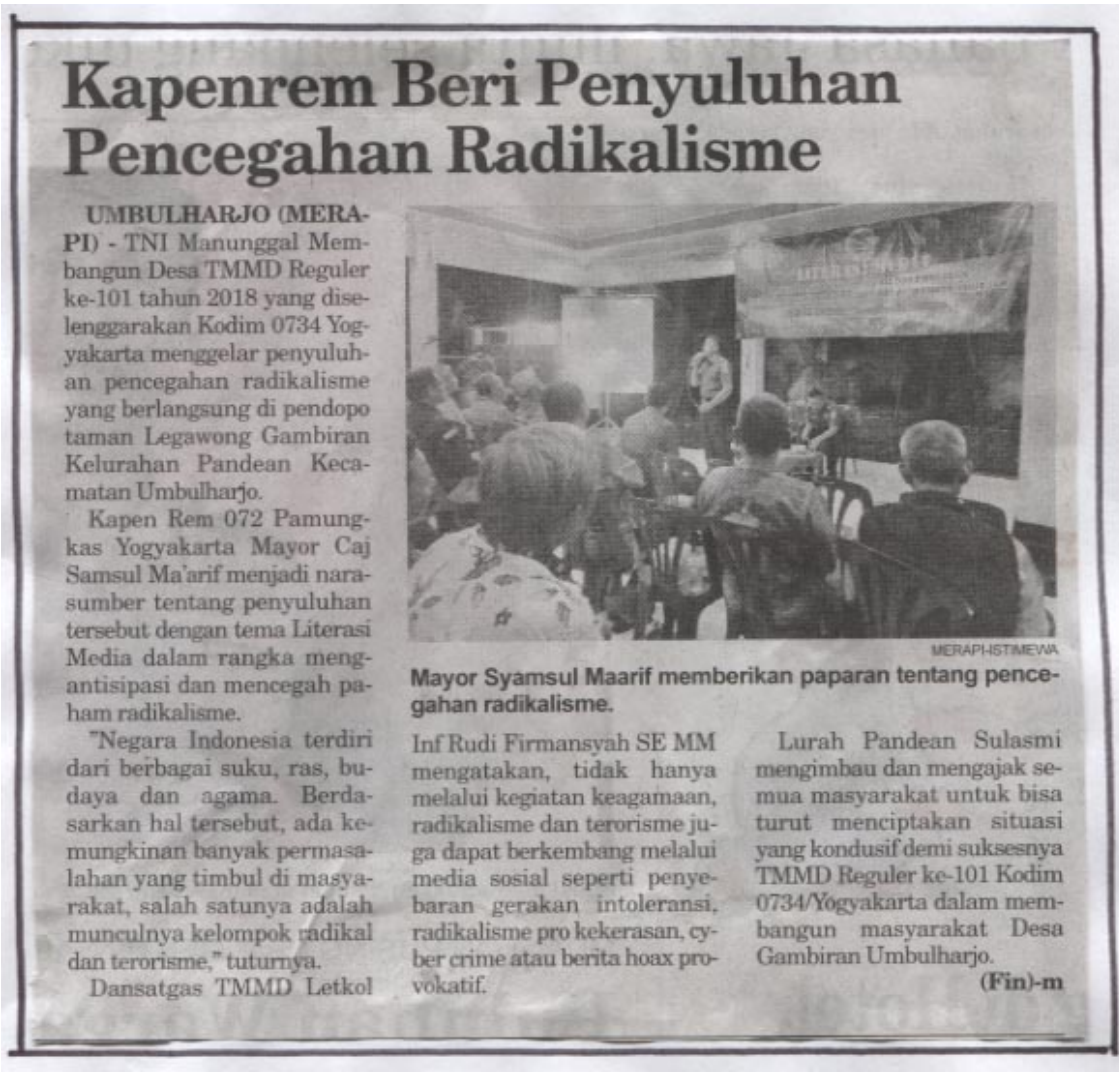 Kapenrem Beri Penyuluhan
Pencegahan Radikalisme
UMBULHARJO (MERA-
PI) - TNI Manunggal Mem-
bangun Desa TMMD Reguler
ke-101 tahun 2018 yang dise-
lenggarakan Kodim 0734 Yog-
yakarta menggelar penyuluh-
an pencegahan radikalisme
yang berlangsung di pendopo
taman Legawong Gambiran
Kelurahan Pandean Keca-
matan Umbulharjo.
Kapen Rem 072 Pamung-
kas Yogyakarta Mayor Caj
Samsul Ma'arif menjadi nara-
sumber tentang penyuluhan
tersebut dengan tema Literasi
Media dalam rangka meng-
antisipasi dan mencegah pa-
ham radikalisme.
"Negara Indonesia terdiri
dari berbagai suku, ras, bu-
daya dan agama. Berda-
sarkan hal tersebut, ada ke-
mungkinan banyak permasa-
lahan yang timbul di masya-
rakat, salah satunya adalah
munculnya kelompok radikal
dan terorisme," tuturnya.
Dansatgas TMMD Letkol
MERAPI-ISTIMEWA
Mayor Syamsul Maarif memberikan paparan tentang pence-
gahan radikalisme.
Inf Rudi Firmansyah SE MM
mengatakan, tidak hanya
melalui kegiatan keagamaan,
radikalisme dan terorisme ju-
ga dapat berkembang melalui
media sosial seperti penye-
baran gerakan intoleransi,
radikalisme pro kekerasan, cy-
ber crime atau berita hoax pro-
vokatif.
Lurah Pandean Sulasmi
mengimbau dan mengajak se-
mua masyarakat untuk bisa
turut menciptakan situasi
yang kondusif demi suksesnya
TMMD Reguler ke-101 Kodim
0734/Yogyakarta dalam mem-
bangun masyarakat Desa
Gambiran Umbulharjo.
(Fin)-m